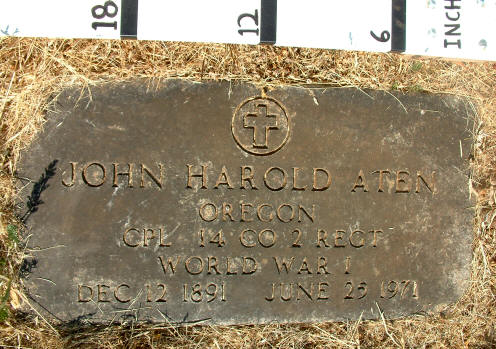 18 12 6 INCH
JOHN HAROLD ATEN
OREGON
CPL 14 CO 2 REGT
WORLD WAR I
DEC 12 1891 JUNE 25 1971